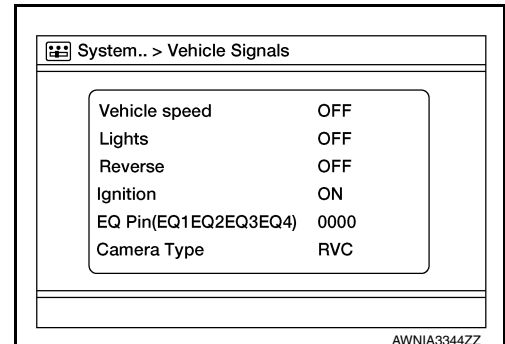 System.. > Vehicle Signals
Vehicle speed OFF
Lights OFF
Reverse OFF
Ignition ON
EQ Pin(EQ1EQ2EQ3EQ4) 0000
Camera Type RVC
AWNIA3344ZZ